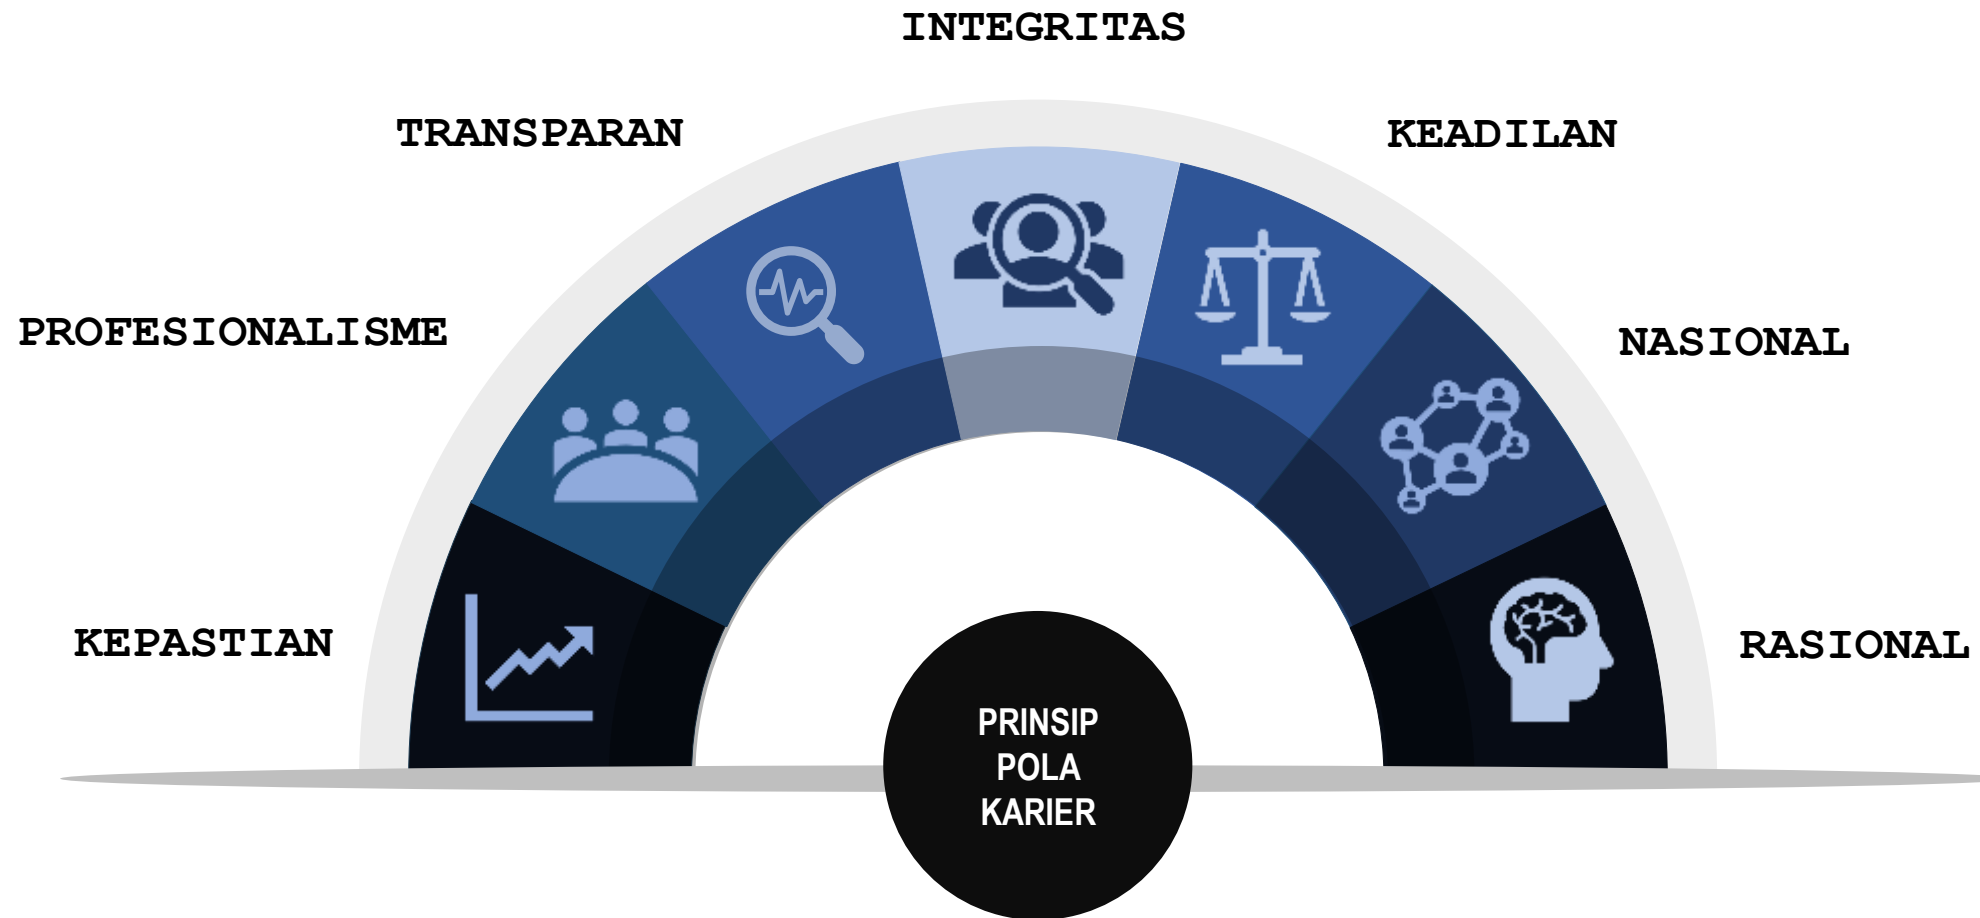 INTEGRITAS
TRANSPARAN
KEADILAN
PROFESIONALISME
NASIONAL
KEPASTIAN
RASIONAL
PRINSIP
POLA
KARIER